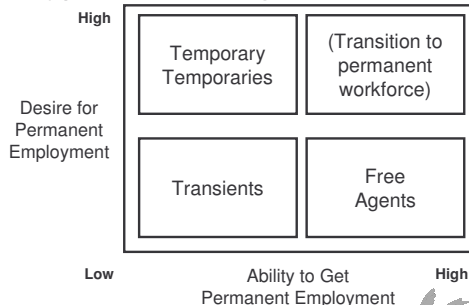 High
Temporary
Temporaries
(Transition to
permanent
workforce)
Desire for
Permanent
Employment
Transients
Free
Agents
Low
Ability to Get
Permanent Employment
High